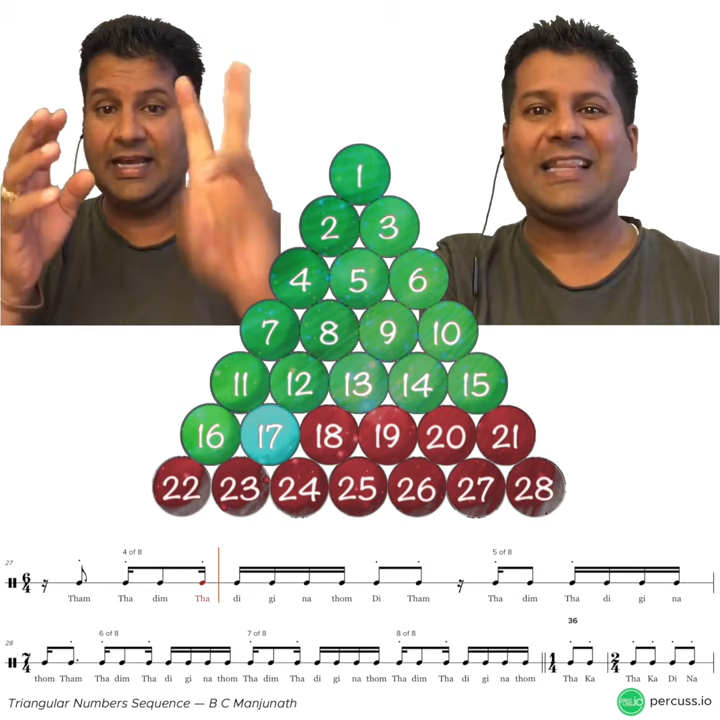 1
2 3
4 5 6
7 8 9 10
11 12 13 14 15
16 17 18 19 20 21
22 23 24 25 26 27 28
27 4 of 8 5 of 8
6 4
Tham Tha dim Tha di gi na thom Di Tham Tha dim Tha di gi na
28 6 of 8 7 of 8 8 of 8 36
7 4 1 4 2 4
thom Tham Tha dim Tha di gi na thom Tha dim Tha di gi na thom Tha dim Tha di gi na thom Tha Ka Tha Ka Di Na
Triangular Numbers Sequence — B C Manjunath
percuss.io